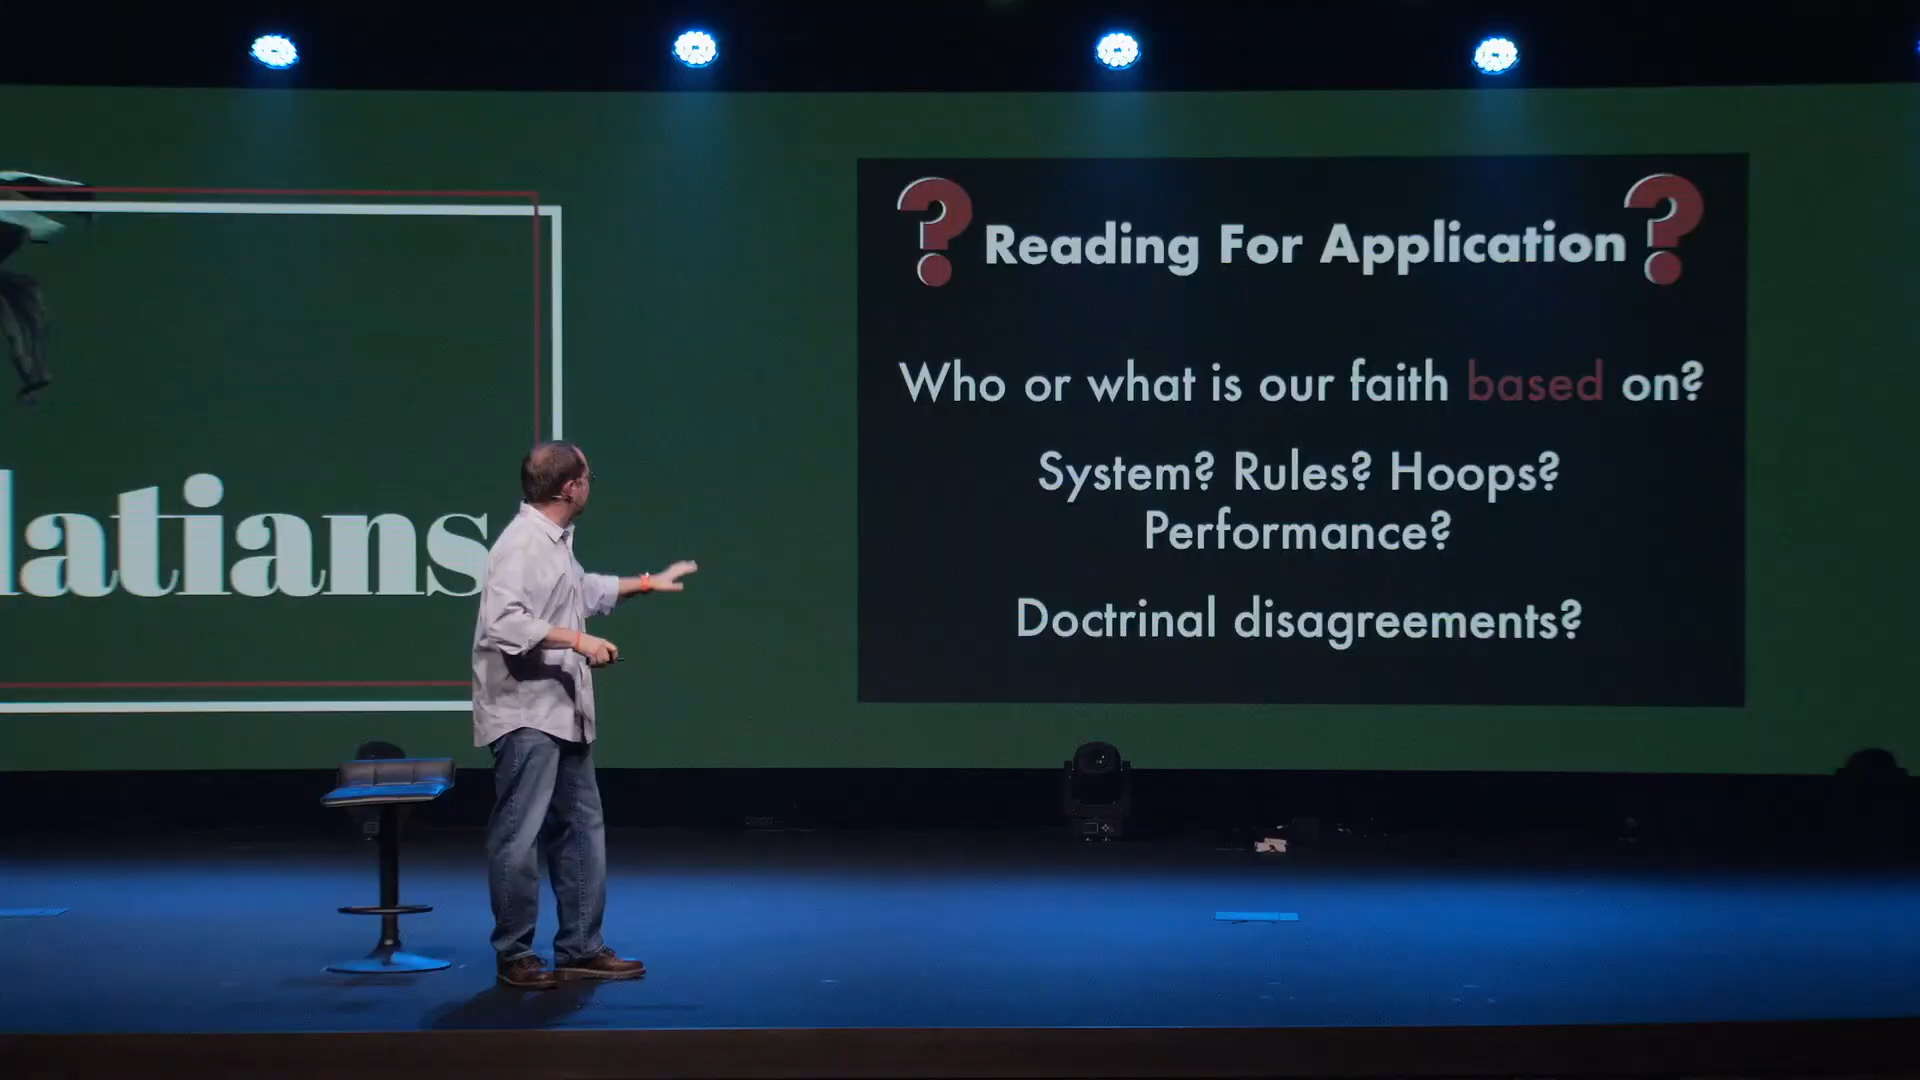 latians
Reading For Application
Who or what is our faith based on?
System? Rules? Hoops?
Performance?
Doctrinal disagreements?